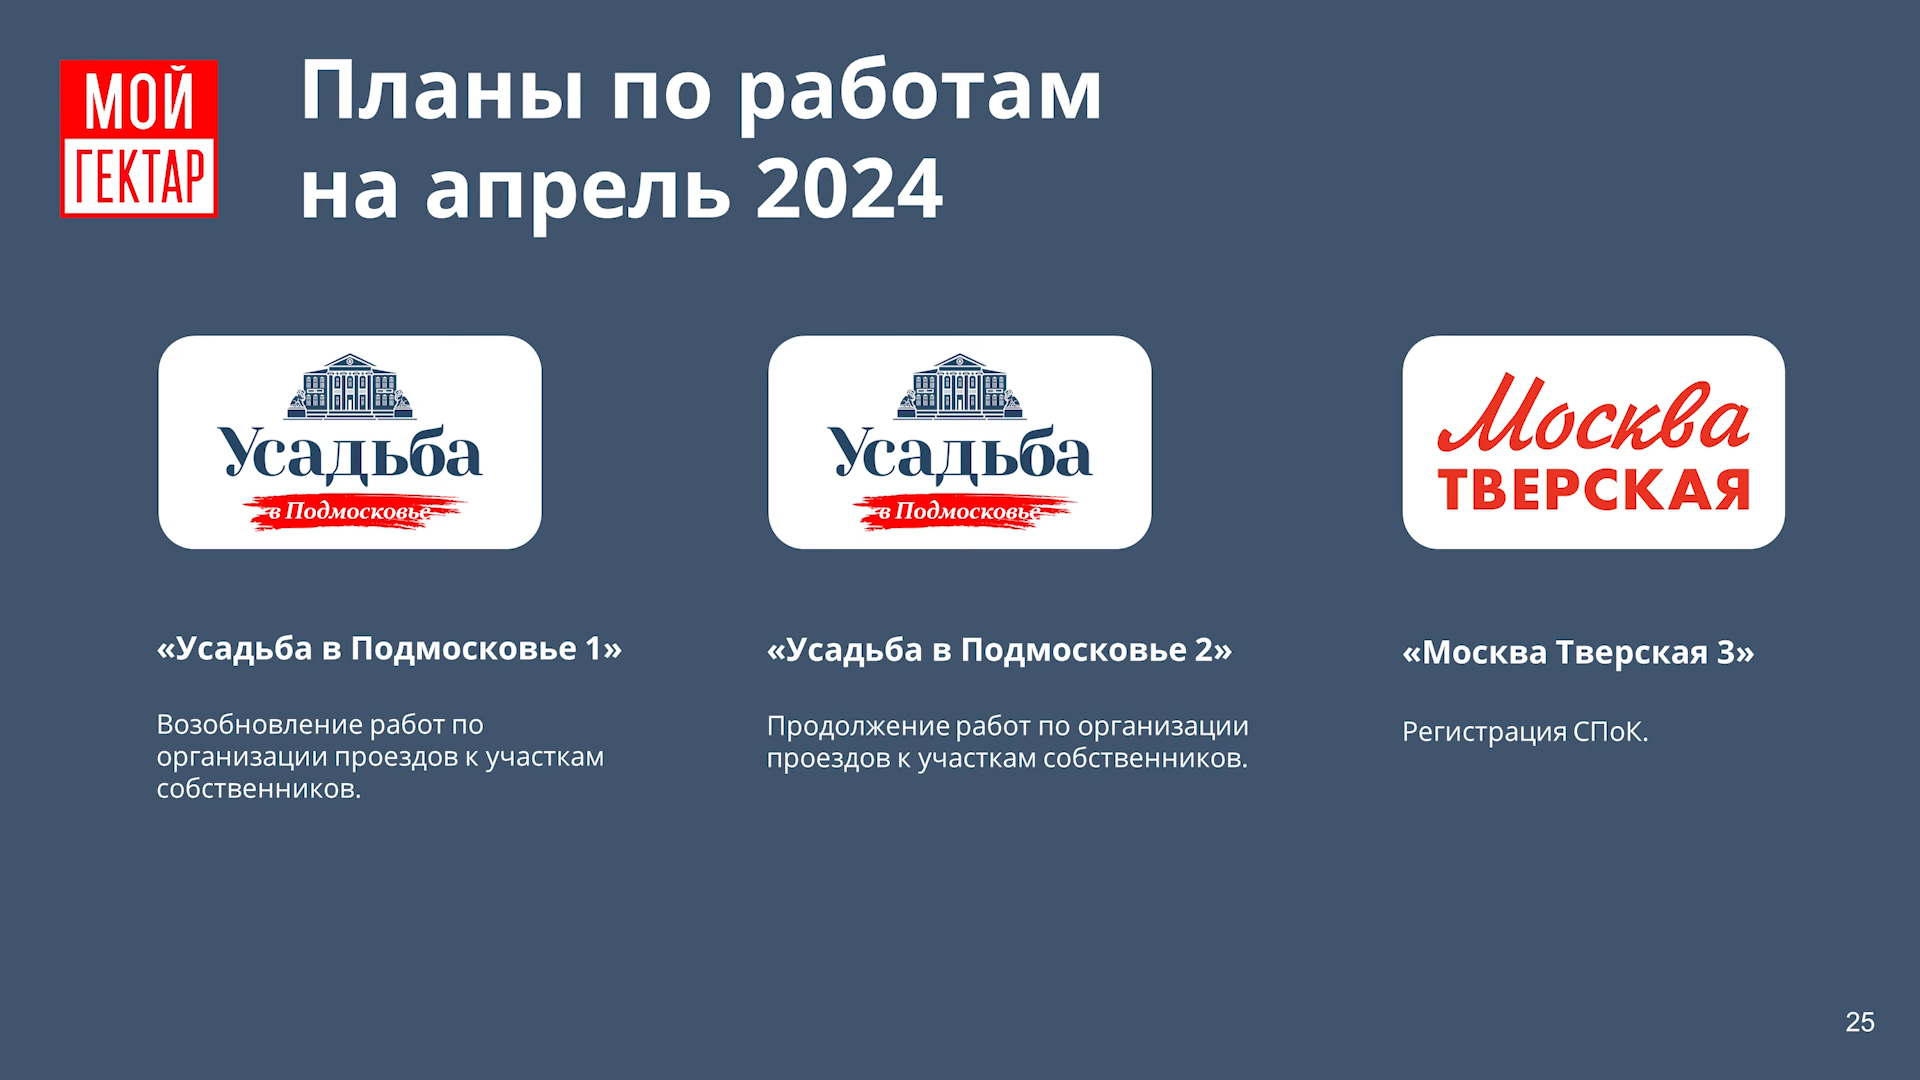 МОЙ
ГЕКТАР
Планы по работам
на апрель 2024
Усадьба
в Подмосковье
Усадьба
в Подмосковье
Москва
ТВЕРСКАЯ
«Усадьба в Подмосковье 1»
Возобновление работ по
организации проездов к участкам
собственников.
«Усадьба в Подмосковье 2»
Продолжение работ по организации
проездов к участкам собственников.
«Москва Тверская 3»
Регистрация СПоК.
25